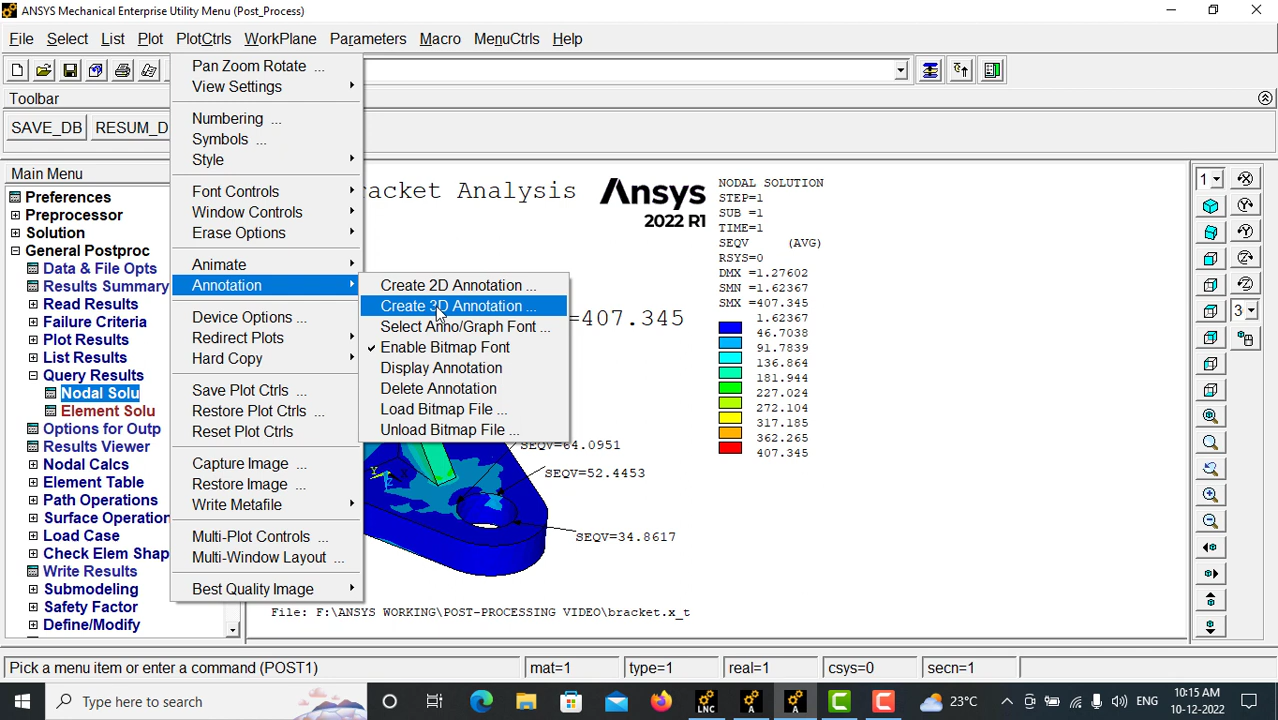 ANSYS Mechanical Enterprise Utility Menu (Post_Process)
File Select List Plot PlotCtrls WorkPlane Parameters Macro MenuCtrls Help
Toolbar
SAVE_DB RESUM_D
Main Menu
Preferences
Preprocessor
Solution
General Postproc
Data & File Opts
Results Summary
Read Results
Failure Criteria
Plot Results
List Results
Query Results
Nodal Solu
Element Solu
Options for Outp
Results Viewer
Nodal Calcs
Element Table
Path Operations
Surface Operation
Load Case
Check Elem Shap
Write Results
Submodeling
Safety Factor
Define/Modify
Pan Zoom Rotate ...
View Settings
Numbering ...
Symbols ...
Style
Font Controls
Window Controls
Erase Options
Animate
Annotation
Device Options ...
Redirect Plots
Hard Copy
Save Plot Ctrls ...
Restore Plot Ctrls ...
Reset Plot Ctrls
Capture Image ...
Restore Image ...
Write Metafile
Multi-Plot Controls ...
Multi-Window Layout ...
Best Quality Image
Create 2D Annotation ...
Create 3D Annotation ...
Select Anno/Graph Font ...
Enable Bitmap Font
Display Annotation
Delete Annotation
Load Bitmap File ...
Unload Bitmap File ...
racket Analysis
Ansys
2022 R1
=407.345
SEQV=64.0951
SEQV=52.4453
SEQV=34.8617
File: F:\ANSYS WORKING\POST-PROCESSING VIDEO\bracket.x_t
NODAL SOLUTION
STEP=1
SUB =1
TIME=1
SEQV (AVG)
RSYS=0
DMX =1.27602
SMN =1.62367
SMX =407.345
1.62367
46.7038
91.7839
136.864
181.944
227.024
272.104
317.185
362.265
407.345
1
3
Pick a menu item or enter a command (POST1) mat=1 type=1 real=1 csys=0 secn=1
Type here to search
LNC
A
A
23°C
ENG
10:15 AM
10-12-2022